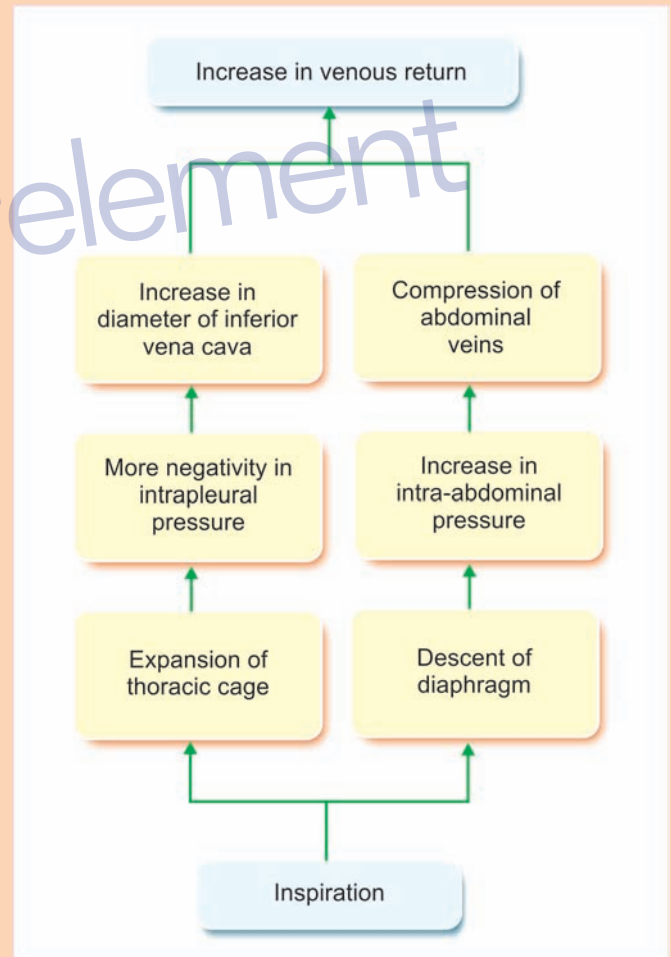 Increase in venous return
element
Increase in
diameter of inferior
vena cava
Compression of
abdominal
veins
More negativity in
intrapleural
pressure
Increase in
intra-abdominal
pressure
Expansion of
thoracic cage
Descent of
diaphragm
Inspiration